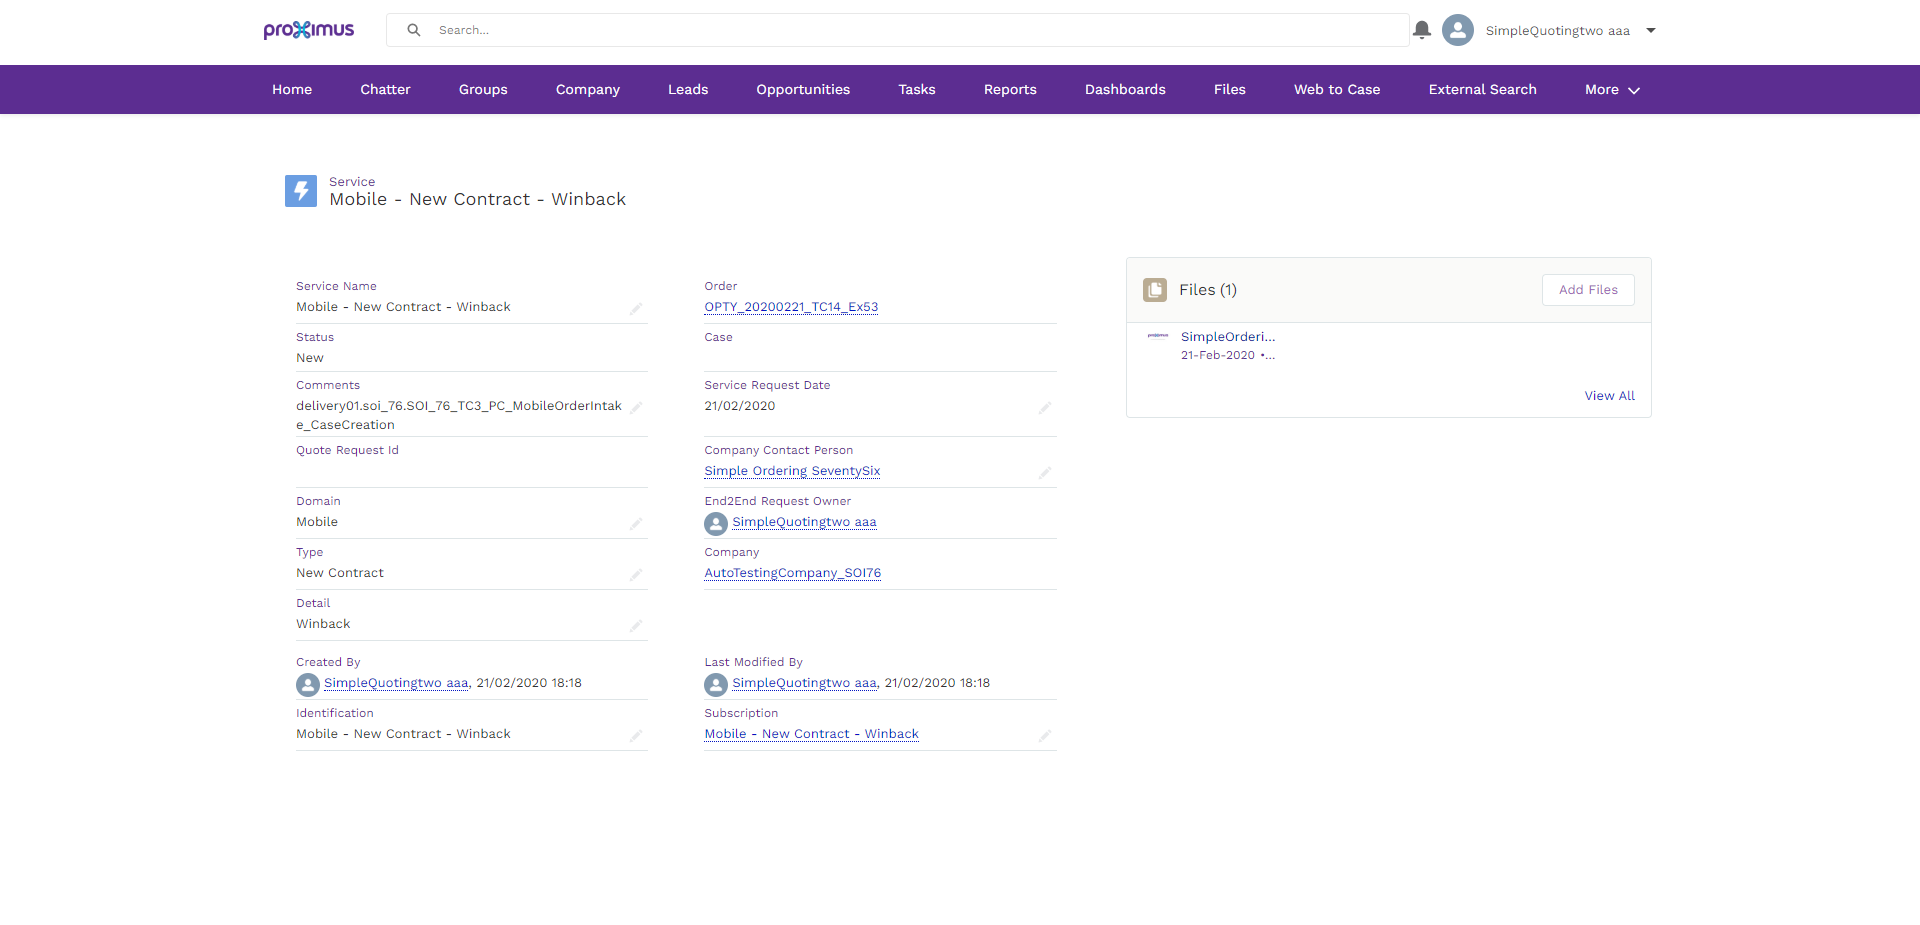 proximus
Search...
SimpleQuotingtwo aaa
Home Chatter Groups Company Leads Opportunities Tasks Reports Dashboards Files Web to Case External Search More
Service
Mobile - New Contract - Winback
Service Name
Mobile - New Contract - Winback
Order
OPTY_20200221_TC14_Ex53
Status
New
Case
Comments
delivery01.soi_76.SOI_76_TC3_PC_MobileOrderIntak
e_CaseCreation
Service Request Date
21/02/2020
Quote Request Id
Company Contact Person
Simple Ordering SeventySix
Domain
Mobile
End2End Request Owner
SimpleQuotingtwo aaa
Type
New Contract
Company
AutoTestingCompany_SOI76
Detail
Winback
Created By
SimpleQuotingtwo aaa, 21/02/2020 18:18
Last Modified By
SimpleQuotingtwo aaa, 21/02/2020 18:18
Identification
Mobile - New Contract - Winback
Subscription
Mobile - New Contract - Winback
Files (1)
Add Files
proximus
SimpleOrderi...
21-Feb-2020 •...
View All